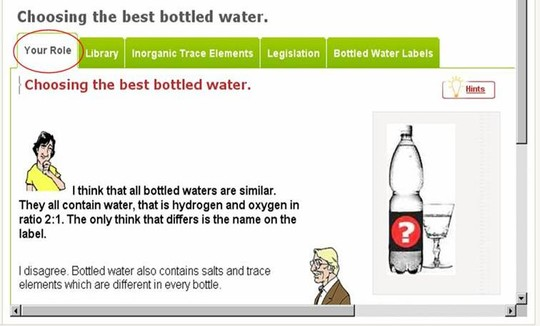 Choosing the best bottled water.
Your Role
Library
Inorganic Trace Elements
Legislation
Bottled Water Labels
Choosing the best bottled water.
Hints
I think that all bottled waters are similar.
They all contain water, that is hydrogen and oxygen in
ratio 2:1. The only think that differs is the name on the
label.
?
I disagree. Bottled water also contains salts and trace
elements which are different in every bottle.